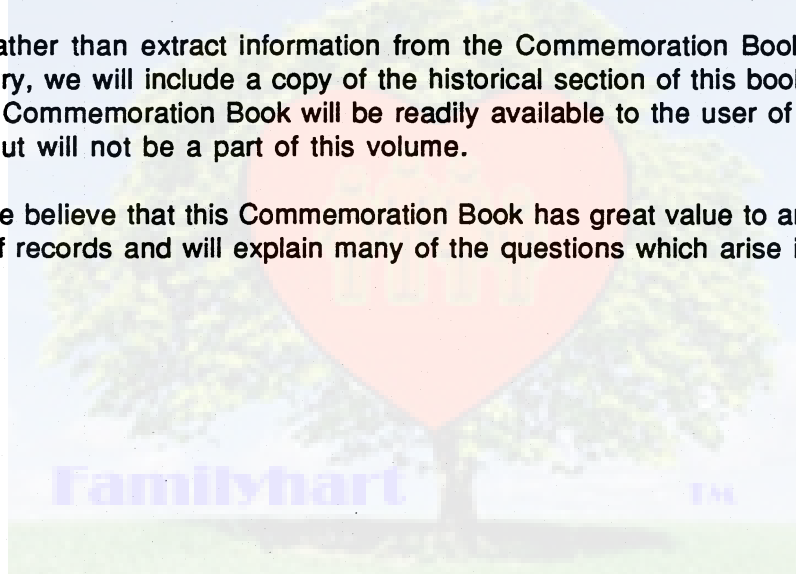 ather than extract information from the Commemoration Book
ry, we will include a copy of the historical section of this book
Commemoration Book will be readily available to the user of
ut will not be a part of this volume.
e believe that this Commemoration Book has great value to a
f records and will explain many of the questions which arise i
Familyhart TM